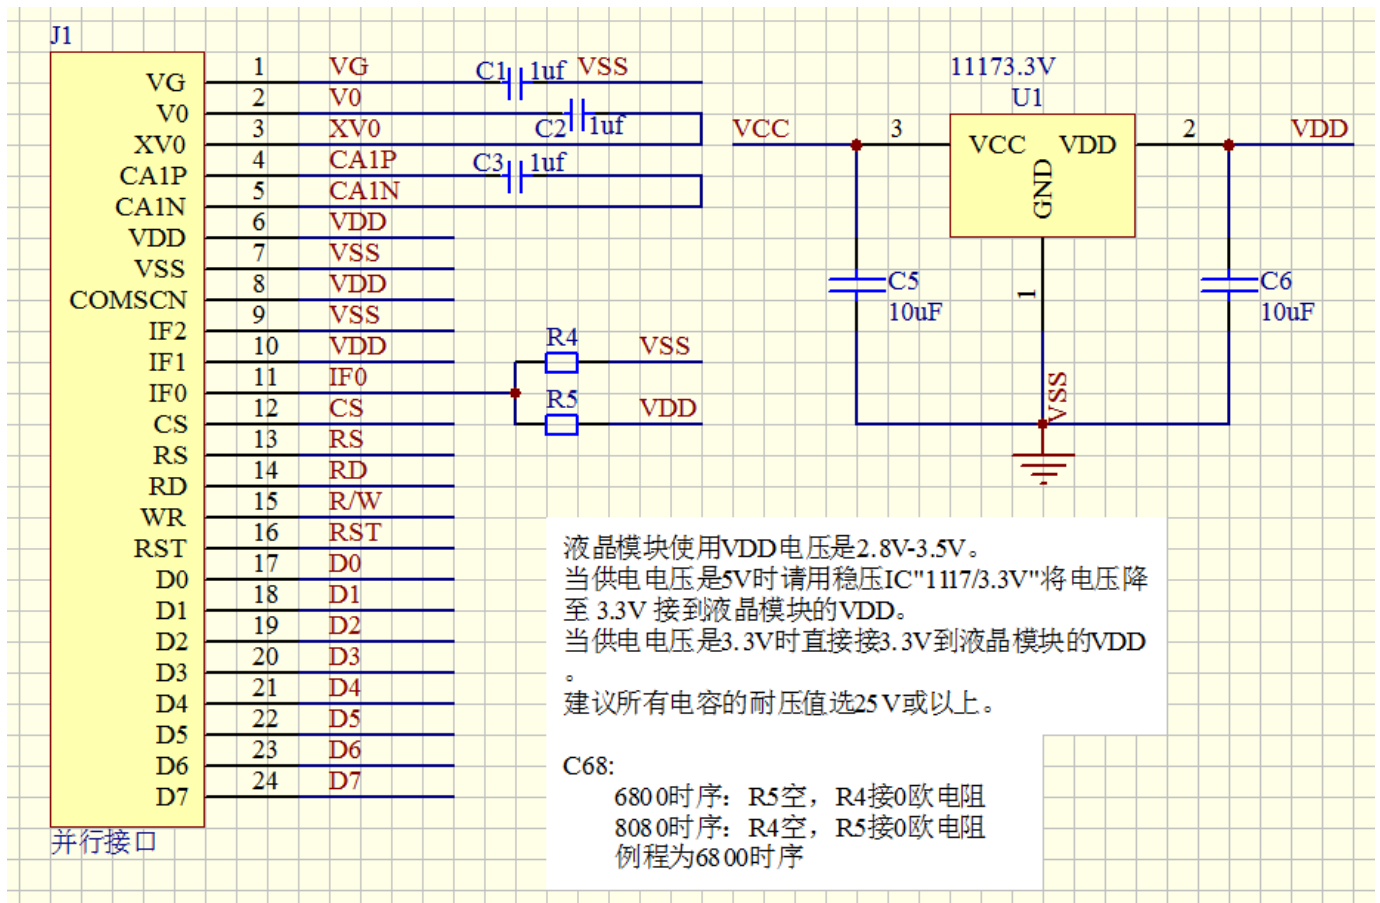 J1
VG 1 VG
V0 2 V0
XV0 3 XV0
CA1P 4 CA1P
CA1N 5 CA1N
VDD 6 VDD
VSS 7 VSS
COMSCN 8 VDD
IF2 9 VSS
IF1 10 VDD
IF0 11 IF0
CS 12 CS
RS 13 RS
RD 14 RD
WR 15 R/W
RST 16 RST
D0 17 D0
D1 18 D1
D2 19 D2
D3 20 D3
D4 21 D4
D5 22 D5
D6 23 D6
D7 24 D7
并行接口
C1 1uf VSS
C2 1uf
C3 1uf
R4 VSS
R5 VDD
11173.3V
U1
VCC 3 VCC VDD 2 VDD
GND
1
C5
10uF
C6
10uF
VSS
液晶模块使用VDD电压是2.8V-3.5V。
当供电电压是5V时请用稳压IC"1117/3.3V"将电压降
至 3.3V 接到液晶模块的VDD。
当供电电压是3.3V时直接接3.3V到液晶模块的VDD
。
建议所有电容的耐压值选25V或以上。
C68:
6800时序：R5空，R4接0欧电阻
8080时序：R4空，R5接0欧电阻
例程为6800时序